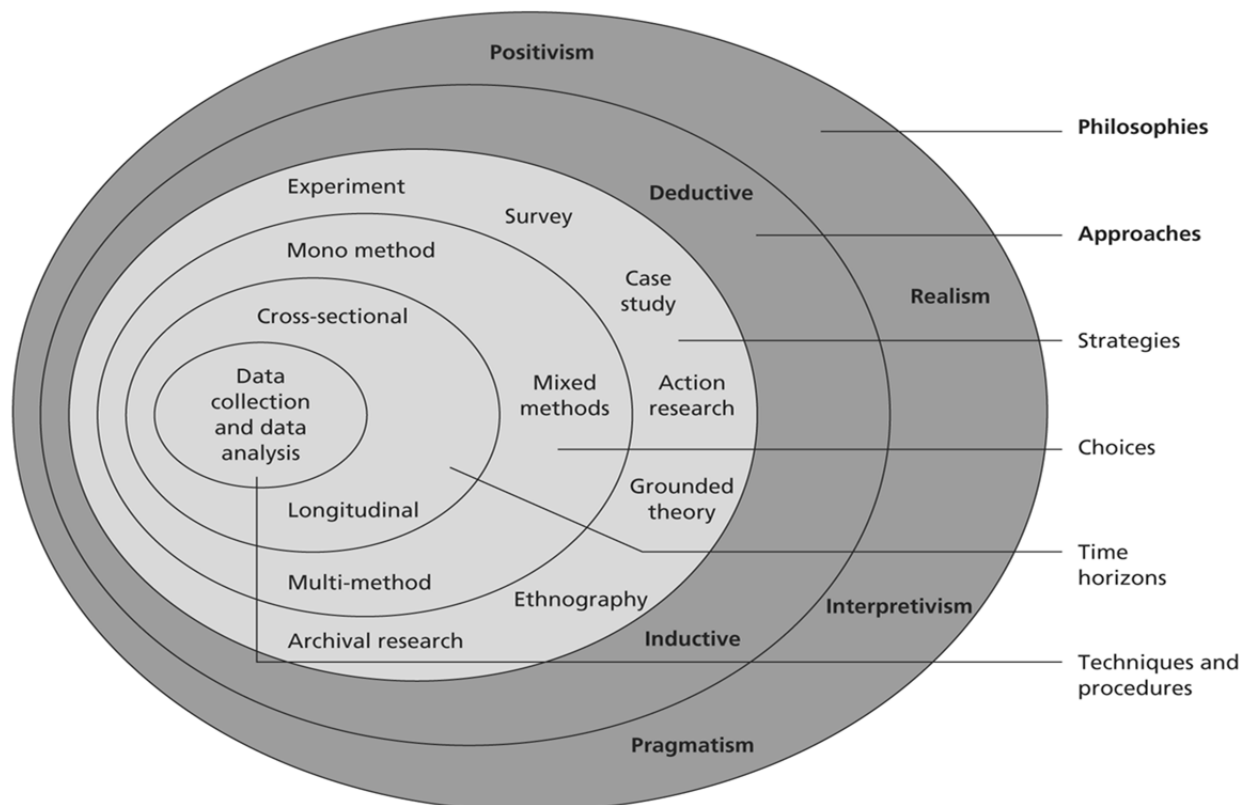 Positivism
Philosophies
Experiment
Deductive
Survey
Approaches
Mono method
Case
study
Realism
Cross-sectional
Strategies
Data
collection
and data
analysis
Mixed
methods
Action
research
Choices
Longitudinal
Grounded
theory
Time
horizons
Multi-method
Ethnography
Interpretivism
Archival research
Inductive
Techniques and
procedures
Pragmatism